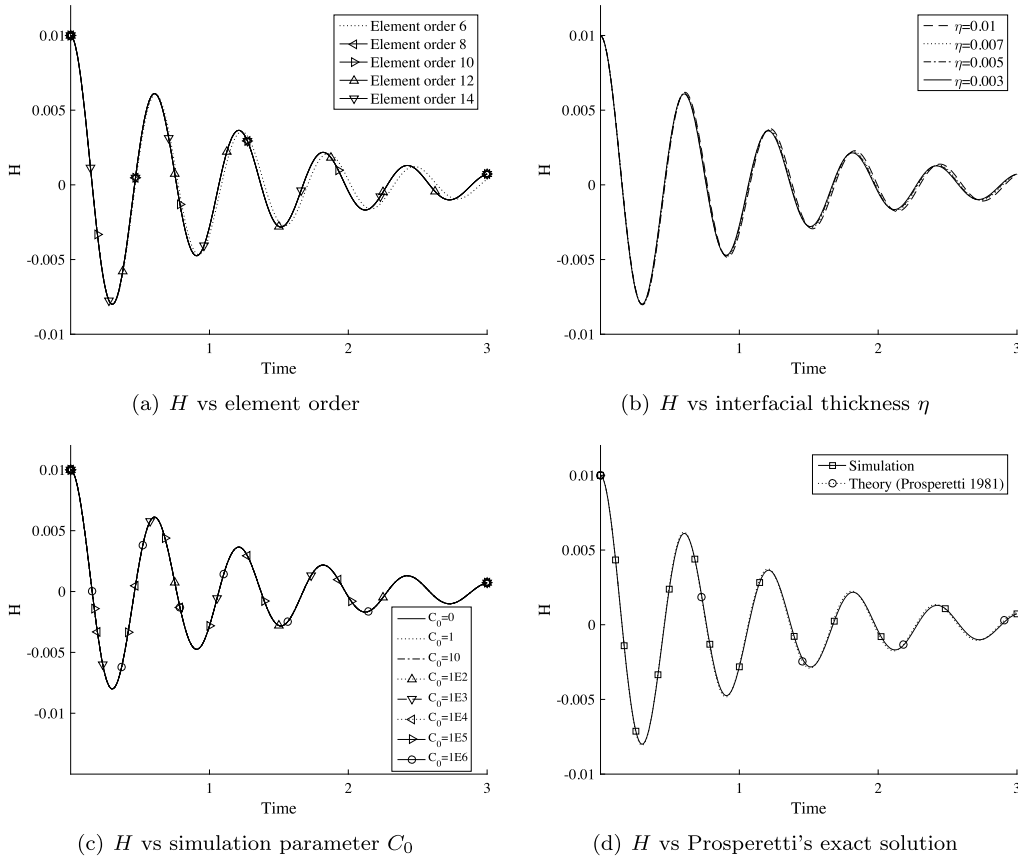 0.01
0.005
0
-0.005
-0.01
H
1
2
3
Time
Element order 6
Element order 8
Element order 10
Element order 12
Element order 14
(a) H vs element order
0.01
0.005
0
-0.005
-0.01
H
1
2
3
Time
η=0.01
η=0.007
η=0.005
η=0.003
(b) H vs interfacial thickness η
0.01
0.005
0
-0.005
-0.01
H
1
2
3
Time
C₀=0
C₀=1
C₀=10
C₀=1E2
C₀=1E3
C₀=1E4
C₀=1E5
C₀=1E6
(c) H vs simulation parameter C₀
0.01
0.005
0
-0.005
-0.01
H
1
2
3
Time
Simulation
Theory (Prosperetti 1981)
(d) H vs Prosperetti's exact solution